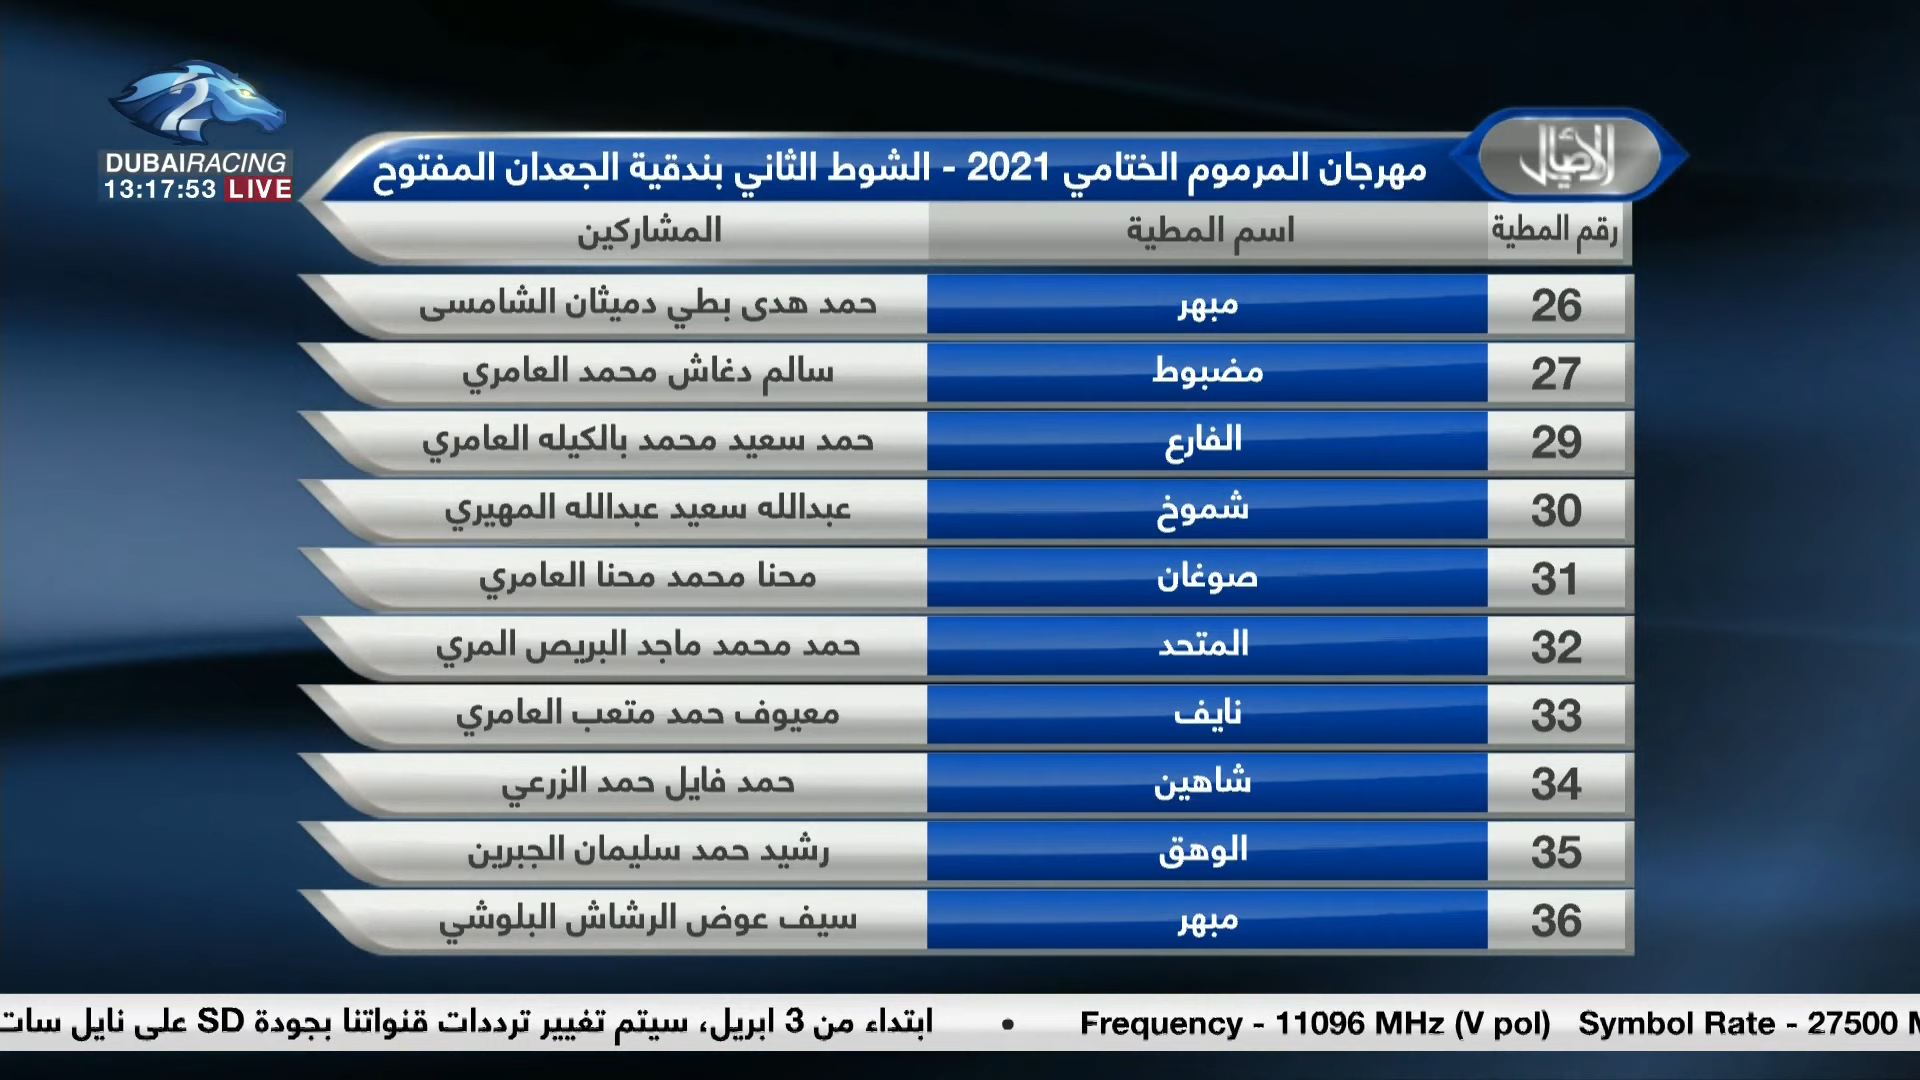 DUBAIRACING
13:17:53 LIVE
الأصايل
مهرجان المرموم الختامي 2021 - الشوط الثاني بندقية الجعدان المفتوح
رقم المطية اسم المطية المشاركين
26 مبهر حمد هدى بطي دميثان الشامسى
27 مضبوط سالم دغاش محمد العامري
29 الفارع حمد سعيد محمد بالكيله العامري
30 شموخ عبدالله سعيد عبدالله المهيري
31 صوغان محنا محمد محنا العامري
32 المتحد حمد محمد ماجد البريص المري
33 نايف معيوف حمد متعب العامري
34 شاهين حمد فايل حمد الزرعي
35 الوهق رشيد حمد سليمان الجبرين
36 مبهر سيف عوض الرشاش البلوشي
ابتداء من 3 ابريل، سيتم تغيير ترددات قنواتنا بجودة SD على نايل سات • Frequency - 11096 MHz (V pol) Symbol Rate - 27500